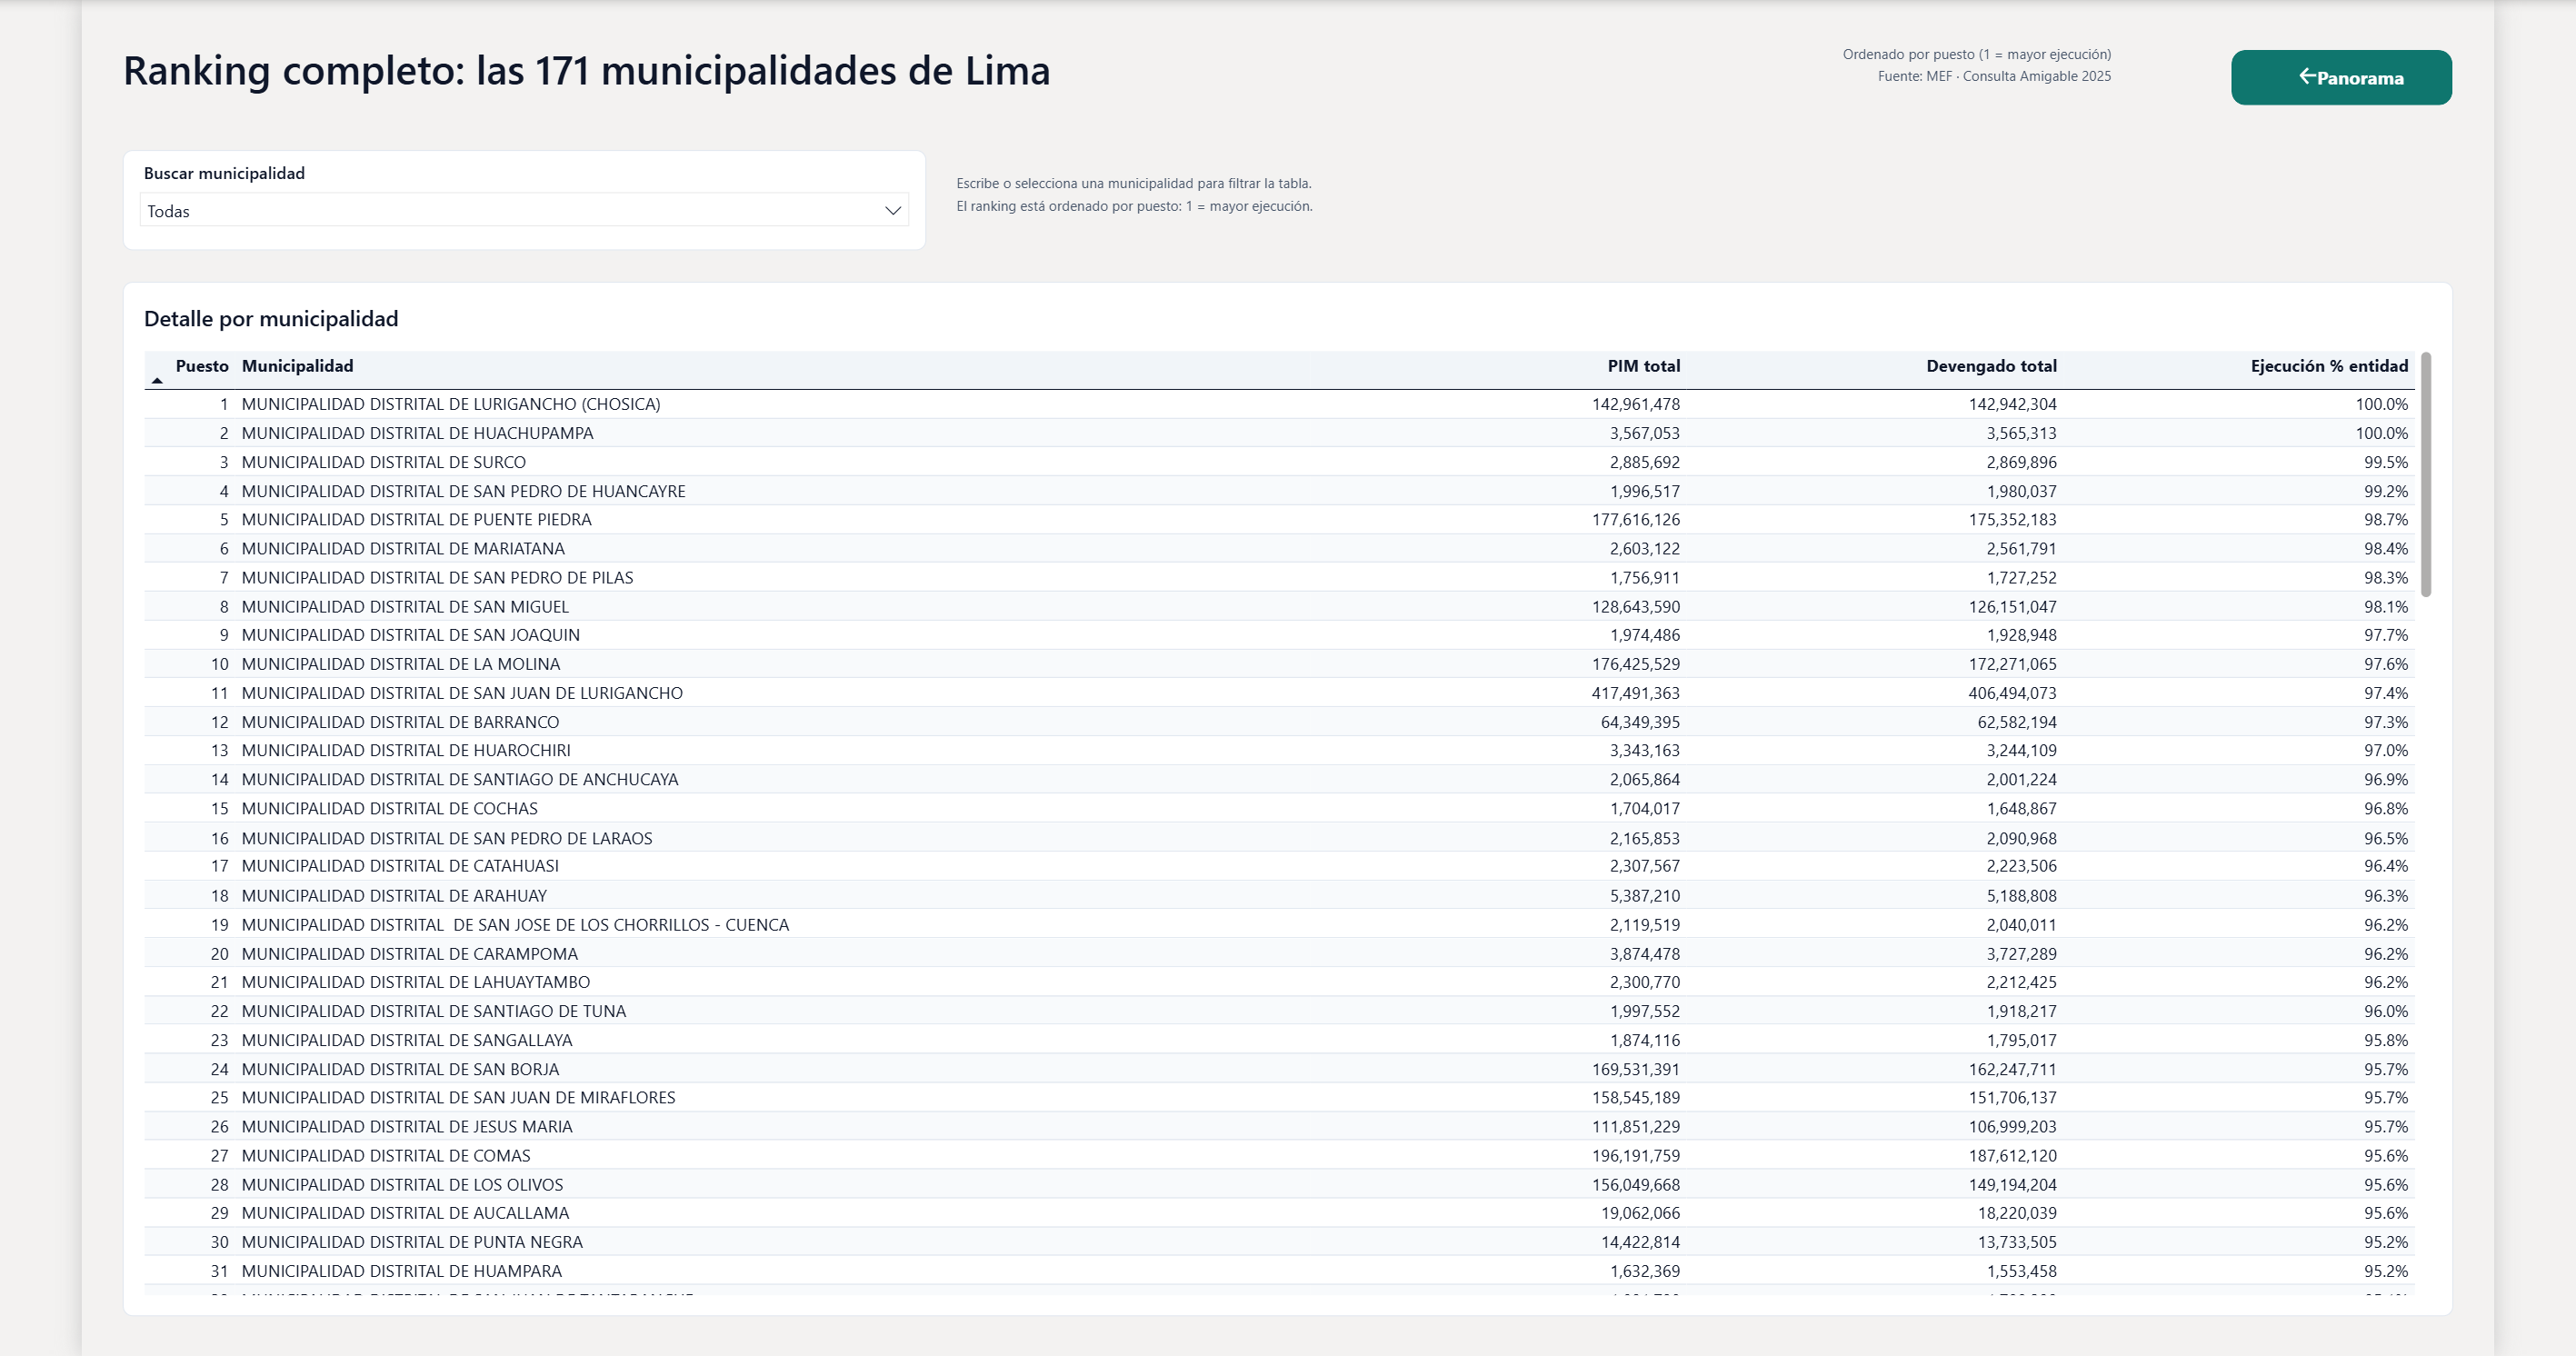 Ranking completo: las 171 municipalidades de Lima
Ordenado por puesto (1 = mayor ejecución)
Fuente: MEF · Consulta Amigable 2025
←Panorama
Buscar municipalidad
Todas
Escribe o selecciona una municipalidad para filtrar la tabla.
El ranking está ordenado por puesto: 1 = mayor ejecución.
Detalle por municipalidad
Puesto Municipalidad PIM total Devengado total Ejecución % entidad
1 MUNICIPALIDAD DISTRITAL DE LURIGANCHO (CHOSICA) 142,961,478 142,942,304 100.0%
2 MUNICIPALIDAD DISTRITAL DE HUACHUPAMPA 3,567,053 3,565,313 100.0%
3 MUNICIPALIDAD DISTRITAL DE SURCO 2,885,692 2,869,896 99.5%
4 MUNICIPALIDAD DISTRITAL DE SAN PEDRO DE HUANCAYRE 1,996,517 1,980,037 99.2%
5 MUNICIPALIDAD DISTRITAL DE PUENTE PIEDRA 177,616,126 175,352,183 98.7%
6 MUNICIPALIDAD DISTRITAL DE MARIATANA 2,603,122 2,561,791 98.4%
7 MUNICIPALIDAD DISTRITAL DE SAN PEDRO DE PILAS 1,756,911 1,727,252 98.3%
8 MUNICIPALIDAD DISTRITAL DE SAN MIGUEL 128,643,590 126,151,047 98.1%
9 MUNICIPALIDAD DISTRITAL DE SAN JOAQUIN 1,974,486 1,928,948 97.7%
10 MUNICIPALIDAD DISTRITAL DE LA MOLINA 176,425,529 172,271,065 97.6%
11 MUNICIPALIDAD DISTRITAL DE SAN JUAN DE LURIGANCHO 417,491,363 406,494,073 97.4%
12 MUNICIPALIDAD DISTRITAL DE BARRANCO 64,349,395 62,582,194 97.3%
13 MUNICIPALIDAD DISTRITAL DE HUAROCHIRI 3,343,163 3,244,109 97.0%
14 MUNICIPALIDAD DISTRITAL DE SANTIAGO DE ANCHUCAYA 2,065,864 2,001,224 96.9%
15 MUNICIPALIDAD DISTRITAL DE COCHAS 1,704,017 1,648,867 96.8%
16 MUNICIPALIDAD DISTRITAL DE SAN PEDRO DE LARAOS 2,165,853 2,090,968 96.5%
17 MUNICIPALIDAD DISTRITAL DE CATAHUASI 2,307,567 2,223,506 96.4%
18 MUNICIPALIDAD DISTRITAL DE ARAHUAY 5,387,210 5,188,808 96.3%
19 MUNICIPALIDAD DISTRITAL  DE SAN JOSE DE LOS CHORRILLOS - CUENCA 2,119,519 2,040,011 96.2%
20 MUNICIPALIDAD DISTRITAL DE CARAMPOMA 3,874,478 3,727,289 96.2%
21 MUNICIPALIDAD DISTRITAL DE LAHUAYTAMBO 2,300,770 2,212,425 96.2%
22 MUNICIPALIDAD DISTRITAL DE SANTIAGO DE TUNA 1,997,552 1,918,217 96.0%
23 MUNICIPALIDAD DISTRITAL DE SANGALLAYA 1,874,116 1,795,017 95.8%
24 MUNICIPALIDAD DISTRITAL DE SAN BORJA 169,531,391 162,247,711 95.7%
25 MUNICIPALIDAD DISTRITAL DE SAN JUAN DE MIRAFLORES 158,545,189 151,706,137 95.7%
26 MUNICIPALIDAD DISTRITAL DE JESUS MARIA 111,851,229 106,999,203 95.7%
27 MUNICIPALIDAD DISTRITAL DE COMAS 196,191,759 187,612,120 95.6%
28 MUNICIPALIDAD DISTRITAL DE LOS OLIVOS 156,049,668 149,194,204 95.6%
29 MUNICIPALIDAD DISTRITAL DE AUCALLAMA 19,062,066 18,220,039 95.6%
30 MUNICIPALIDAD DISTRITAL DE PUNTA NEGRA 14,422,814 13,733,505 95.2%
31 MUNICIPALIDAD DISTRITAL DE HUAMPARA 1,632,369 1,553,458 95.2%